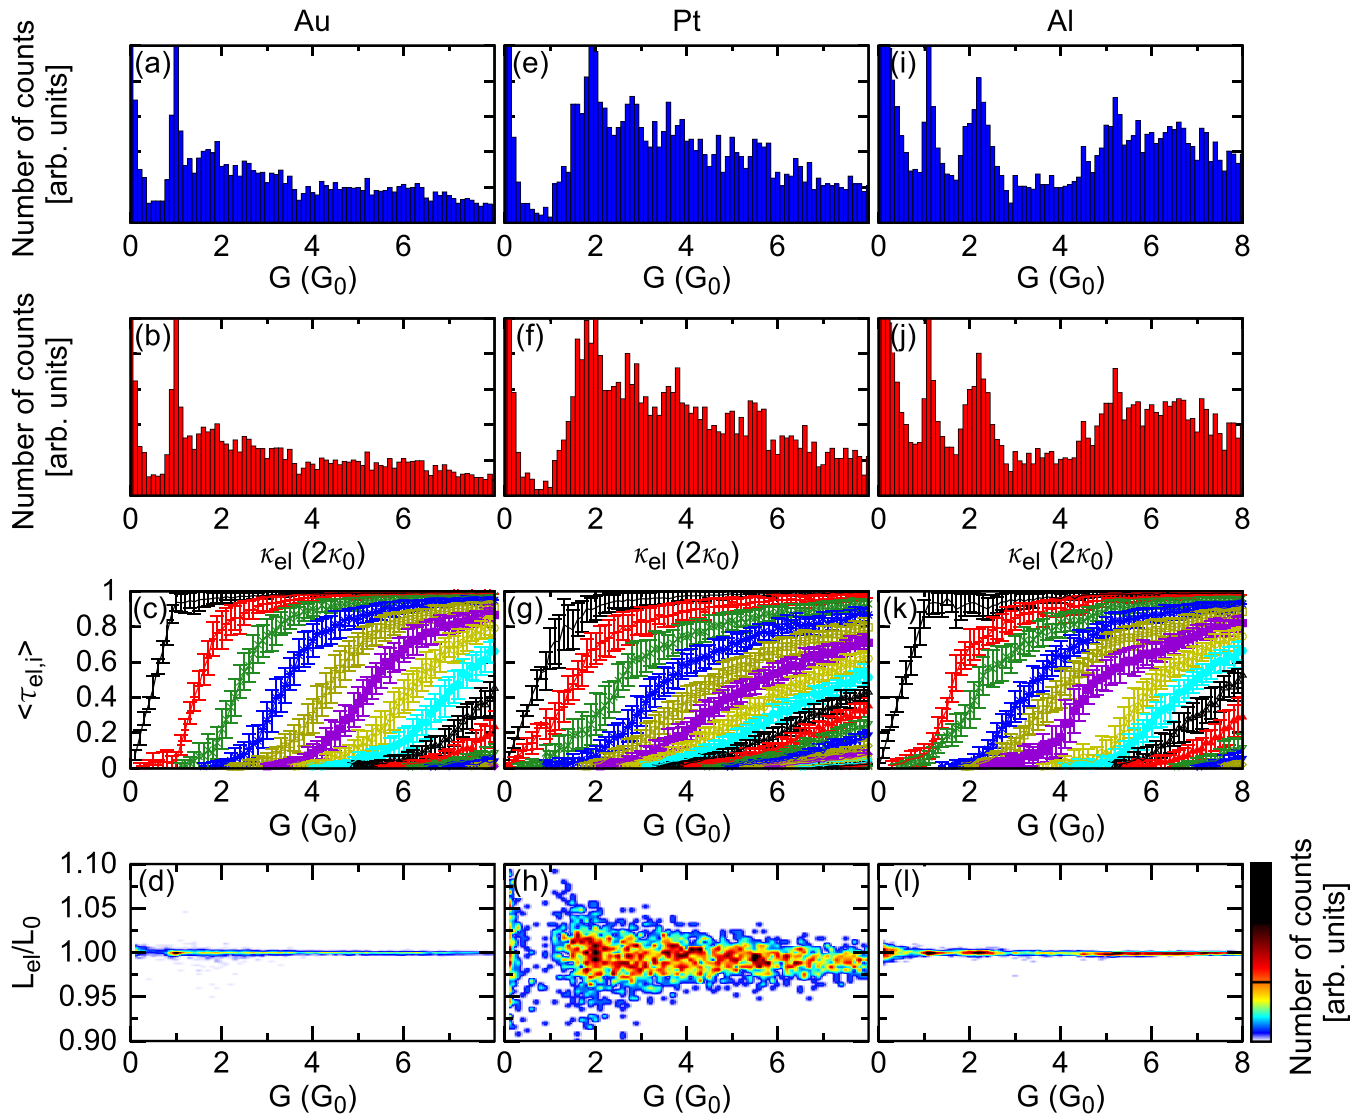 Au Pt Al
Number of counts
[arb. units]
(a) (e) (i)
0 2 4 6 0 2 4 6 0 2 4 6 8
G (G₀) G (G₀) G (G₀)
Number of counts
[arb. units]
(b) (f) (j)
0 2 4 6 0 2 4 6 0 2 4 6 8
κel (2κ₀) κel (2κ₀) κel (2κ₀)
<τel,i>
1
0.8
0.6
0.4
0.2
0
(c) (g) (k)
0 2 4 6 0 2 4 6 0 2 4 6 8
G (G₀) G (G₀) G (G₀)
Lel/L₀
1.10
1.05
1.00
0.95
0.90
(d) (h) (l)
0 2 4 6 0 2 4 6 0 2 4 6 8
G (G₀) G (G₀) G (G₀)
Number of counts
[arb. units]